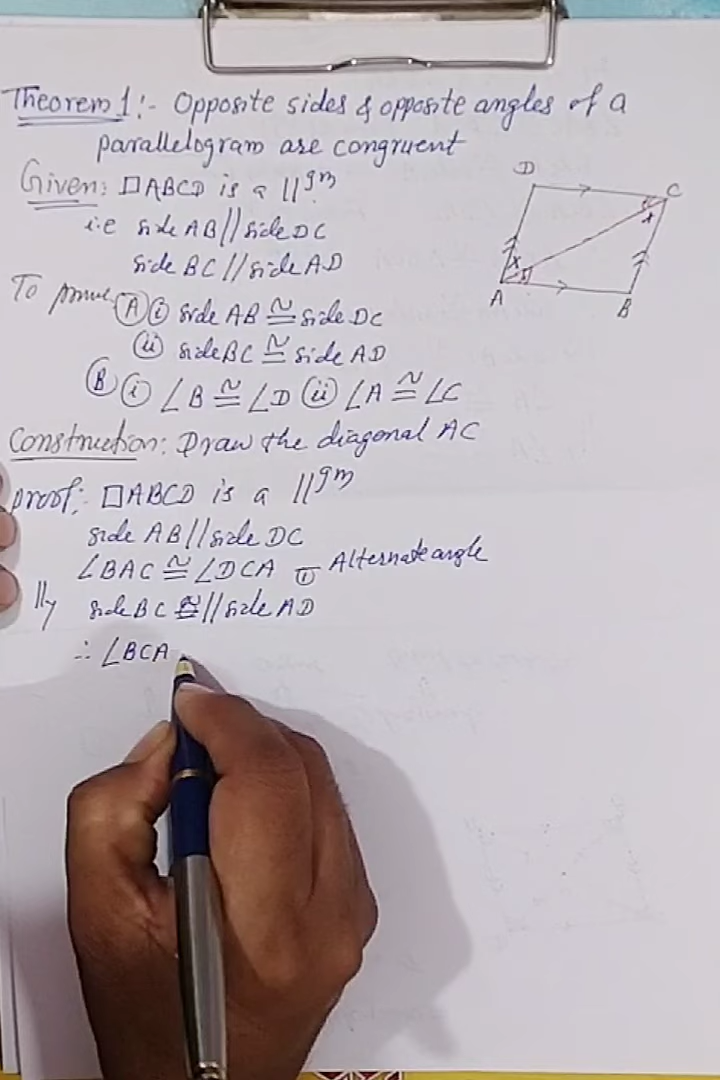 Theorem 1:- Opposite sides & opposite angles of a
parallelogram are congruent
Given: □ABCD is a ||gm
i.e side AB//side DC
side BC//side AD
To prove (A) (i) side AB ≅ side DC
(ii) side BC ≅ side AD
(B) (i) ∠B ≅ ∠D (ii) ∠A ≅ ∠C
Construction: Draw the diagonal AC
proof:- □ABCD is a ||gm
side AB//side DC
∠BAC ≅ ∠DCA (i) Alternate angle
|||ly side BC // side AD
∴ ∠BCA
D
C
x
x
A
B